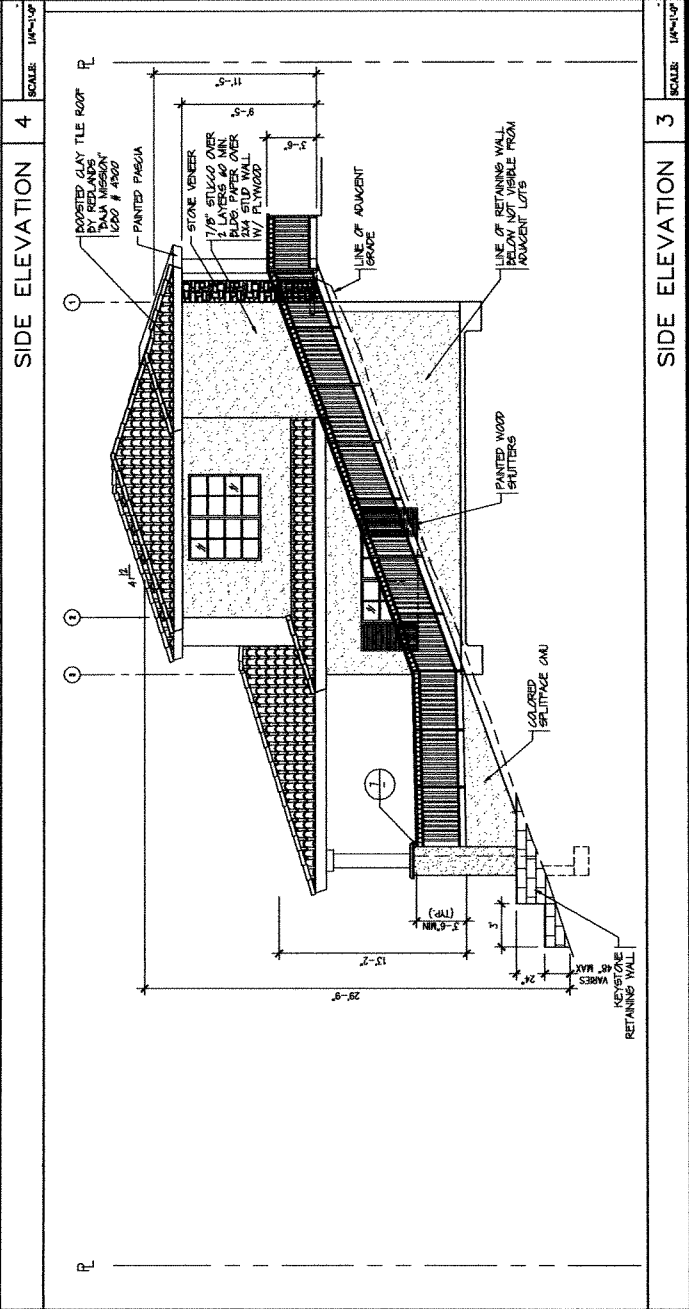 SIDE ELEVATION
4
SCALE: 1/4"=1'-0"
PL
PL
BOOSTED CLAY TILE ROOF
BY REDLANDS
"BAJA MISSION"
ICBO # 4300
PAINTED FASCIA
STONE VENEER
7/8" STUCCO OVER
2 LAYERS 60 MIN.
BLDG. PAPER OVER
2X4 STUD WALL
W/ PLYWOOD
11'-5"
9'-5"
3'-6"
LINE OF ADJACENT
GRADE
LINE OF RETAINING WALL
BELOW NOT VISIBLE FROM
ADJACENT LOTS
PAINTED WOOD
SHUTTERS
COLORED
SPLITFACE CMU
1
2
3
4
12
7
-
3'-6" MIN
(TYP.)
13'-2"
29'-9"
3'
24"
VARIES
48" MAX
KEYSTONE
RETAINING WALL
SIDE ELEVATION
3
SCALE: 1/4"=1'-0"